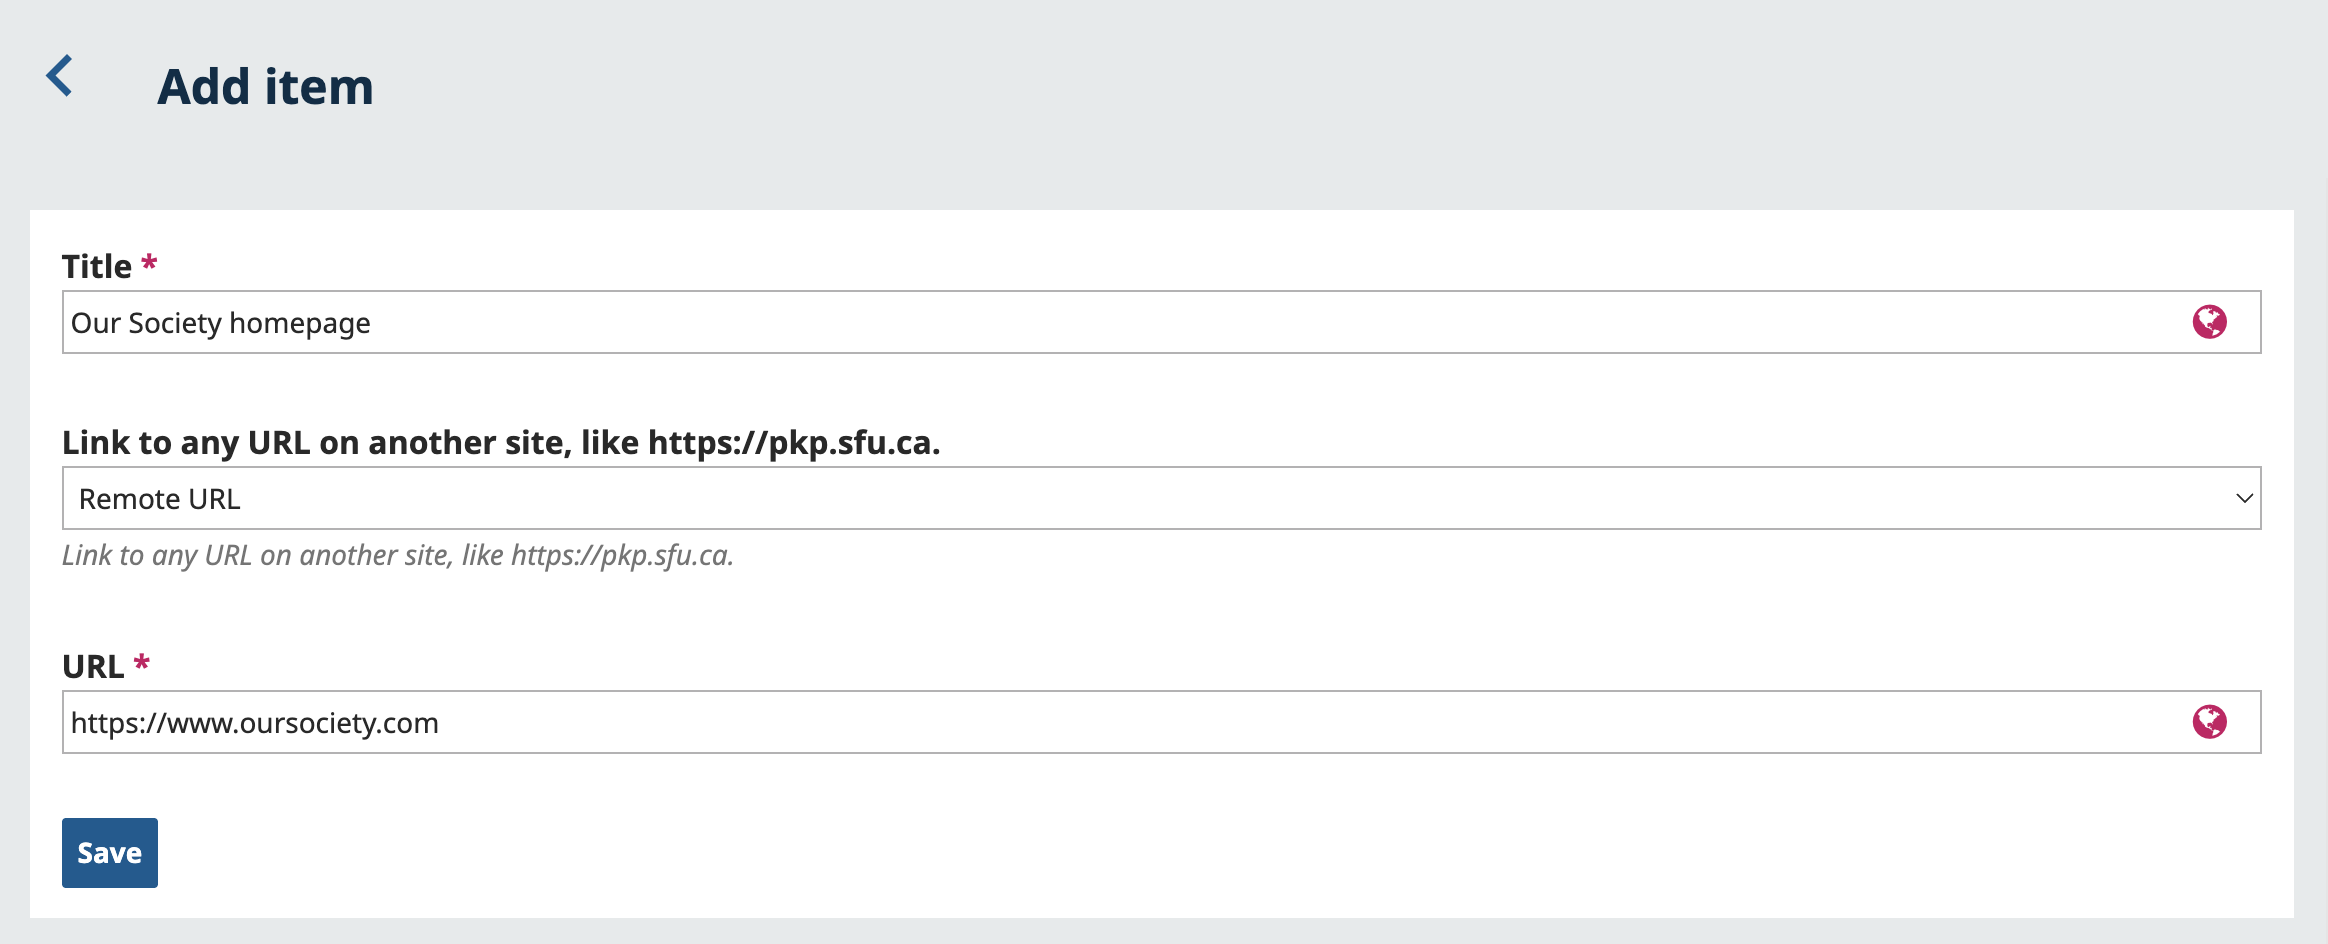 Add item
Title *
Our Society homepage
Link to any URL on another site, like https://pkp.sfu.ca.
Remote URL
Link to any URL on another site, like https://pkp.sfu.ca.
URL *
https://www.oursociety.com
Save